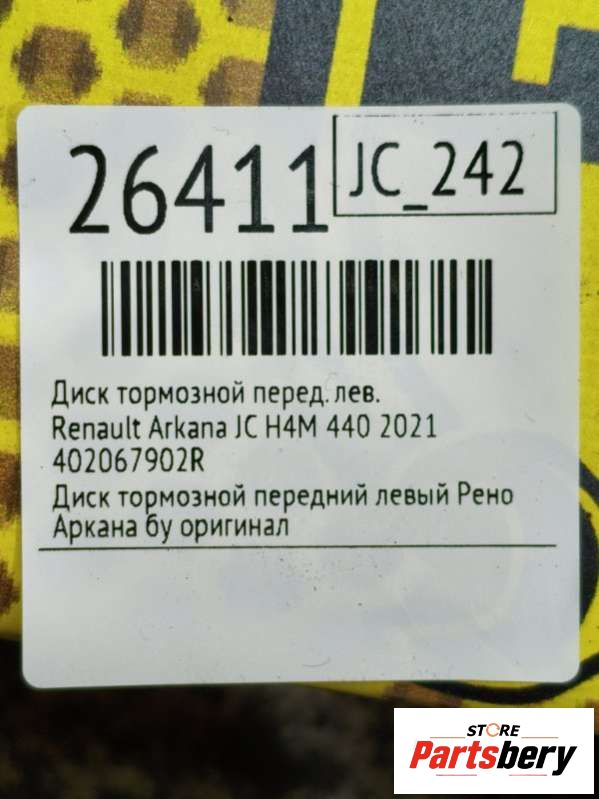 26411
JC_242
Диск тормозной перед. лев.
Renault Arkana JC H4M 440 2021
402067902R
Диск тормозной передний левый Рено
Аркана бу оригинал
STORE
Partsbery